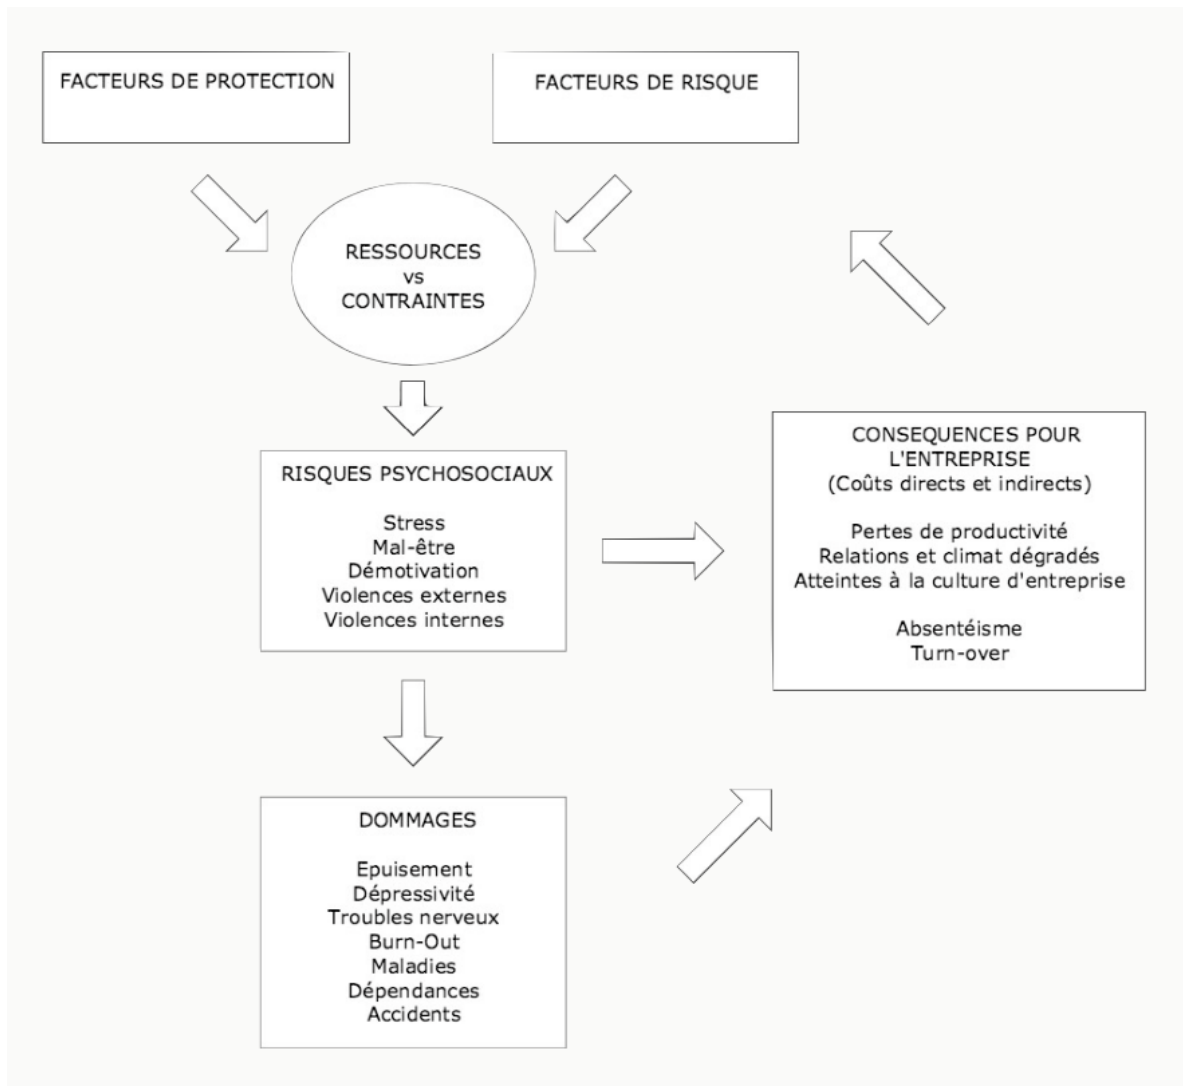 FACTEURS DE PROTECTION
FACTEURS DE RISQUE
RESSOURCES
vs
CONTRAINTES
RISQUES PSYCHOSOCIAUX
Stress
Mal-être
Démotivation
Violences externes
Violences internes
CONSEQUENCES POUR
L'ENTREPRISE
(Coûts directs et indirects)
Pertes de productivité
Relations et climat dégradés
Atteintes à la culture d'entreprise
Absentéisme
Turn-over
DOMMAGES
Epuisement
Dépressivité
Troubles nerveux
Burn-Out
Maladies
Dépendances
Accidents